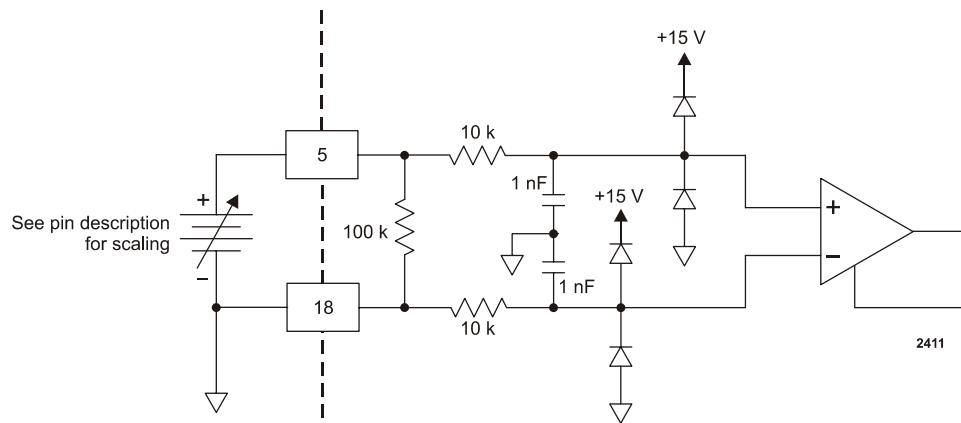 +15 V
5
10 k
1 nF
+15 V
+
See pin description
for scaling
100 k
+
−
−
1 nF
18
10 k
2411